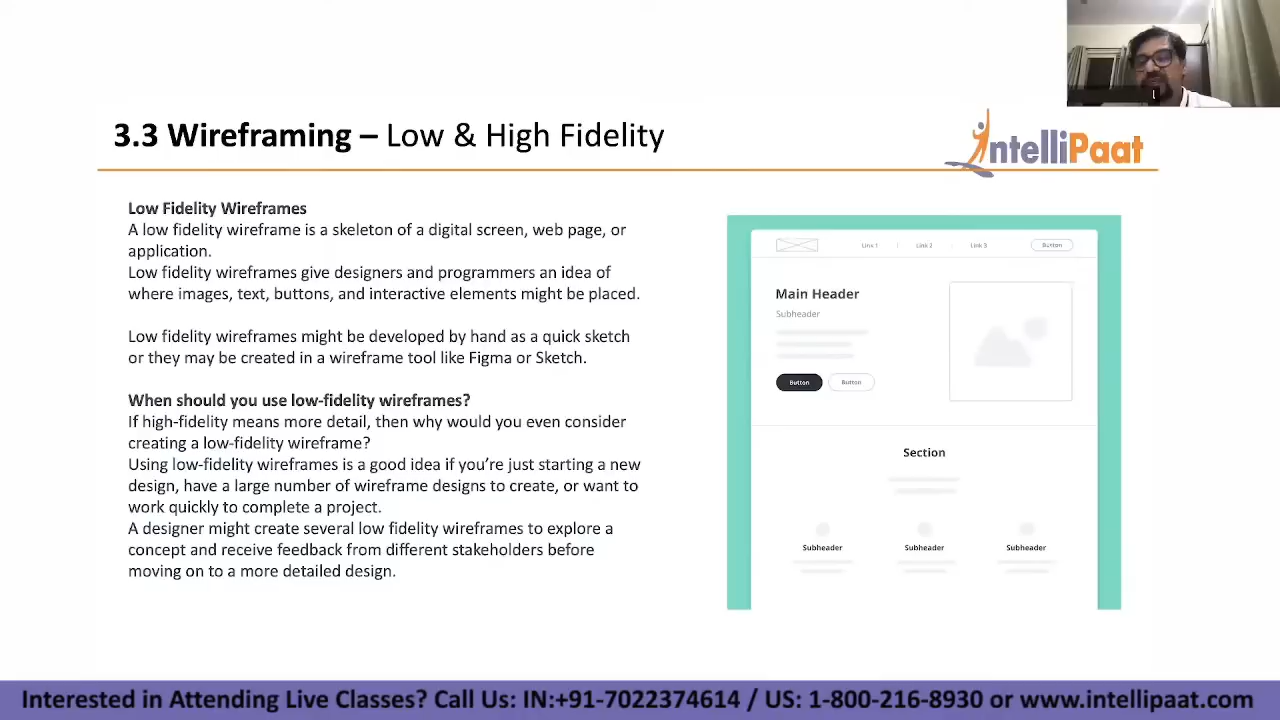 3.3 Wireframing – Low & High Fidelity
IntelliPaat
Low Fidelity Wireframes
A low fidelity wireframe is a skeleton of a digital screen, web page, or
application.
Low fidelity wireframes give designers and programmers an idea of
where images, text, buttons, and interactive elements might be placed.
Low fidelity wireframes might be developed by hand as a quick sketch
or they may be created in a wireframe tool like Figma or Sketch.
When should you use low-fidelity wireframes?
If high-fidelity means more detail, then why would you even consider
creating a low-fidelity wireframe?
Using low-fidelity wireframes is a good idea if you’re just starting a new
design, have a large number of wireframe designs to create, or want to
work quickly to complete a project.
A designer might create several low fidelity wireframes to explore a
concept and receive feedback from different stakeholders before
moving on to a more detailed design.
Link 1 Link 2 Link 3 Button
Main Header
Subheader
Button Button
Section
Subheader Subheader Subheader
Interested in Attending Live Classes? Call Us: IN:+91-7022374614 / US: 1-800-216-8930 or www.intellipaat.com